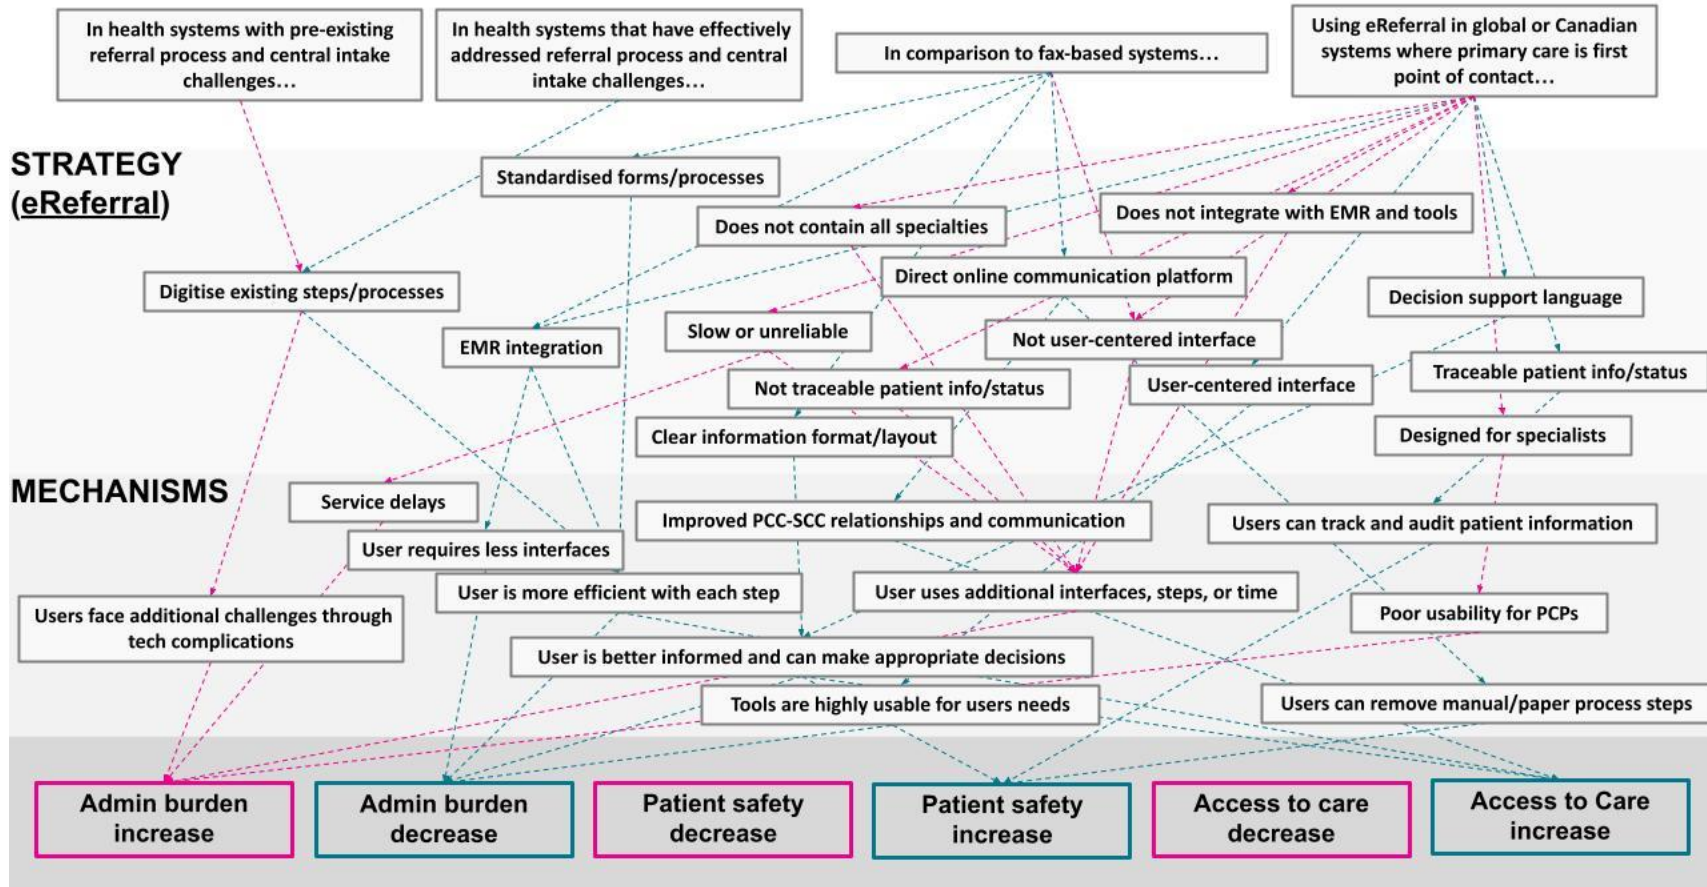 In health systems with pre-existing
referral process and central intake
challenges…
In health systems that have effectively
addressed referral process and central
intake challenges…
In comparison to fax-based systems…
Using eReferral in global or Canadian
systems where primary care is first
point of contact…
STRATEGY
(eReferral)
Standardised forms/processes
Does not contain all specialties
Does not integrate with EMR and tools
Digitise existing steps/processes
Direct online communication platform
Decision support language
EMR integration
Slow or unreliable
Not user-centered interface
Not traceable patient info/status
User-centered interface
Traceable patient info/status
Clear information format/layout
Designed for specialists
MECHANISMS
Service delays
Improved PCC-SCC relationships and communication
Users can track and audit patient information
User requires less interfaces
User is more efficient with each step
User uses additional interfaces, steps, or time
Users face additional challenges through
tech complications
Poor usability for PCPs
User is better informed and can make appropriate decisions
Tools are highly usable for users needs
Users can remove manual/paper process steps
Admin burden
increase
Admin burden
decrease
Patient safety
decrease
Patient safety
increase
Access to care
decrease
Access to Care
increase